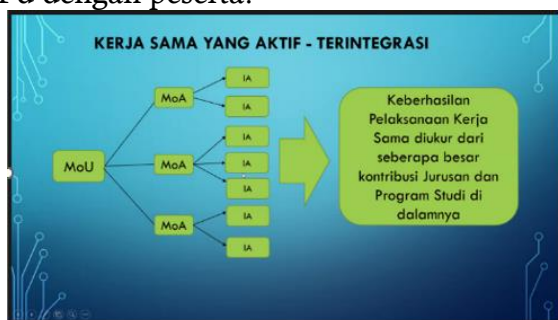 d dengan peserta.
KERJA SAMA YANG AKTIF - TERINTEGRASI
MoU
MoA
MoA
MoA
IA
IA
IA
IA
IA
IA
IA
Keberhasilan
Pelaksanaan Kerja
Sama diukur dari
seberapa besar
kontribusi Jurusan dan
Program Studi di
dalamnya